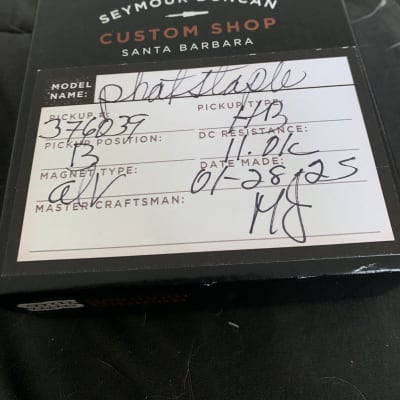 SEYMOUR DUNCAN
CUSTOM SHOP
SANTA BARBARA
MODEL NAME: phat staple
PICKUP #: PICKUP TYPE:
376039 HB
PICKUP POSITION: DC RESISTANCE:
B 11.01K
MAGNET TYPE: DATE MADE:
01-28-25
MASTER CRAFTSMAN: MJ